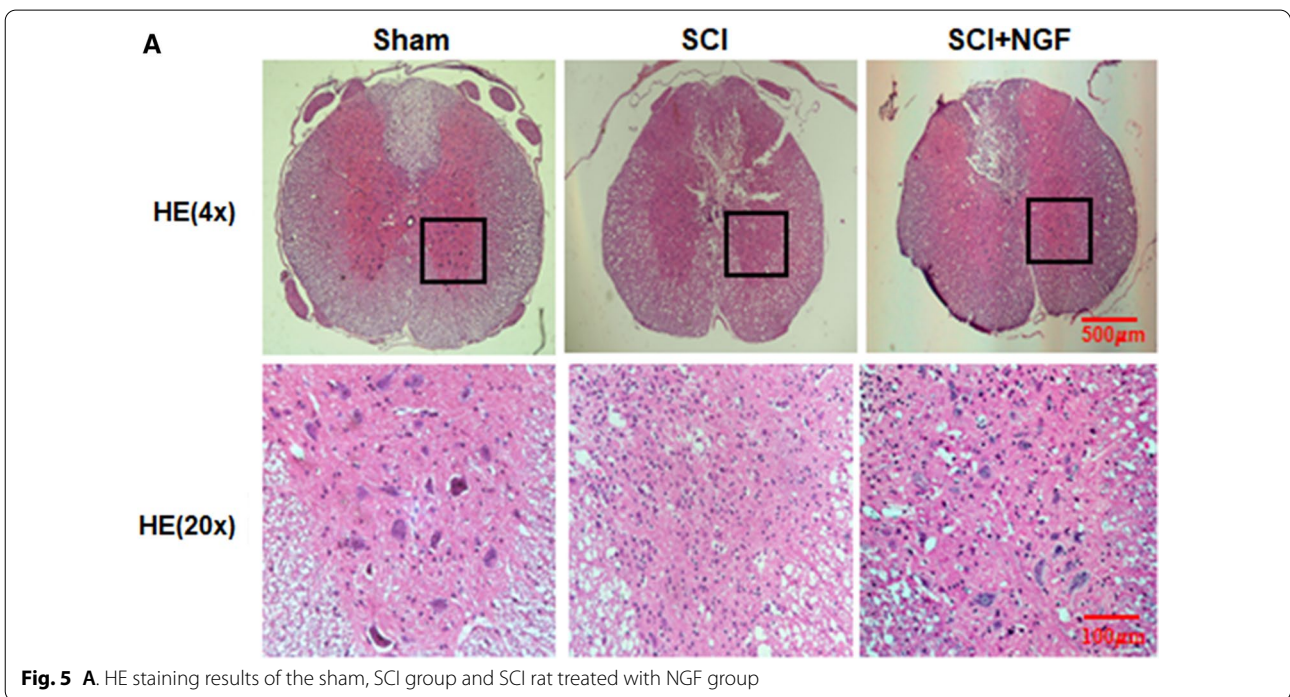 A
Sham
SCI
SCI+NGF
HE(4x)
500μm
HE(20x)
100μm
Fig. 5 A. HE staining results of the sham, SCI group and SCI rat treated with NGF group